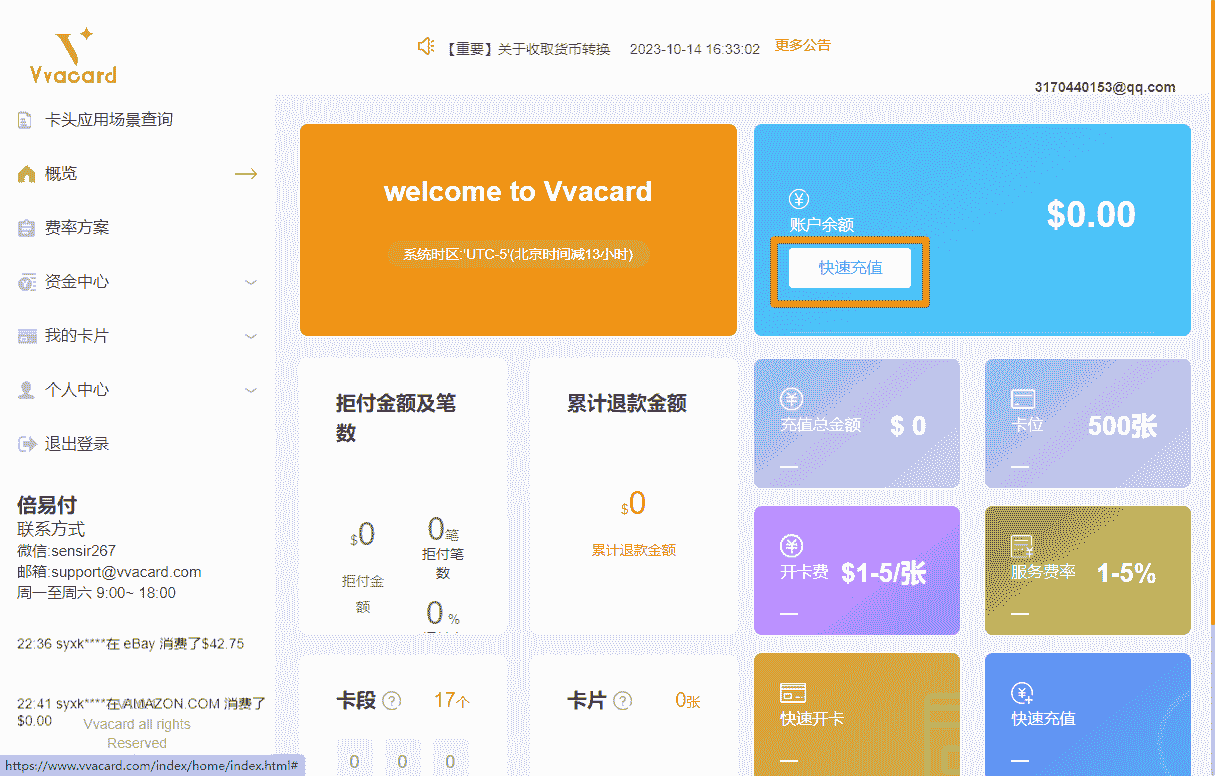 Vvacard
【重要】关于收取货币转换 2023-10-14 16:33:02 更多公告
3170440153@qq.com
卡头应用场景查询
概览
费率方案
资金中心
我的卡片
个人中心
退出登录
倍易付
联系方式
微信:sensir267
邮箱:support@vvacard.com
周一至周六 9:00~ 18:00
22:36 syxk****在 eBay 消费了$42.75
22:41 syxk****在AMAZON.COM 消费了
$0.00
Vvacard all rights
Reserved
https://www.vvacard.com/index/home/index.html#
welcome to Vvacard
系统时区:'UTC-5'(北京时间减13小时)
账户余额
$0.00
快速充值
拒付金额及笔
数
$0
拒付金
额
0笔
拒付笔
数
0 %
累计退款金额
$0
累计退款金额
充值总金额 $ 0
卡位 500张
开卡费 $1-5/张
服务费率 1-5%
卡段 ? 17个
0 0 0
卡片 ? 0张
快速开卡
快速充值